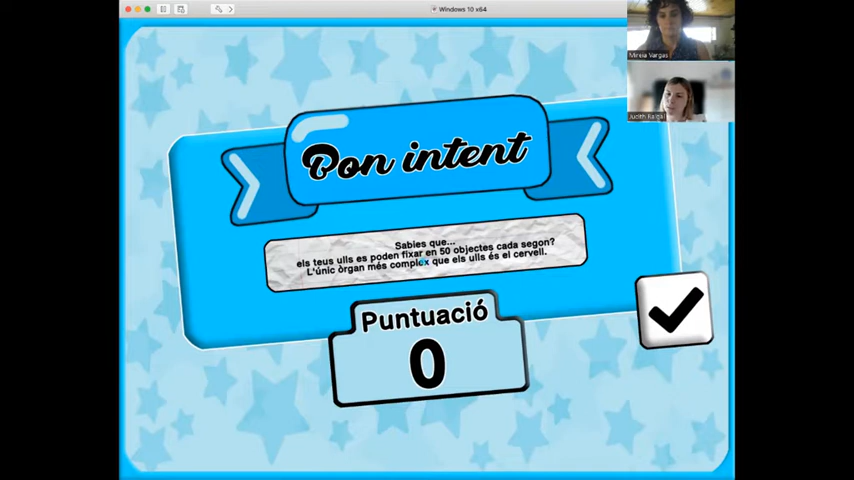 Windows 10 x64
Mireia Vargas
Judith Raigal
Bon intent
Sabies que...
els teus ulls es poden fixar en 50 objectes cada segon?
L'únic òrgan més complex que els ulls és el cervell.
Puntuació
0